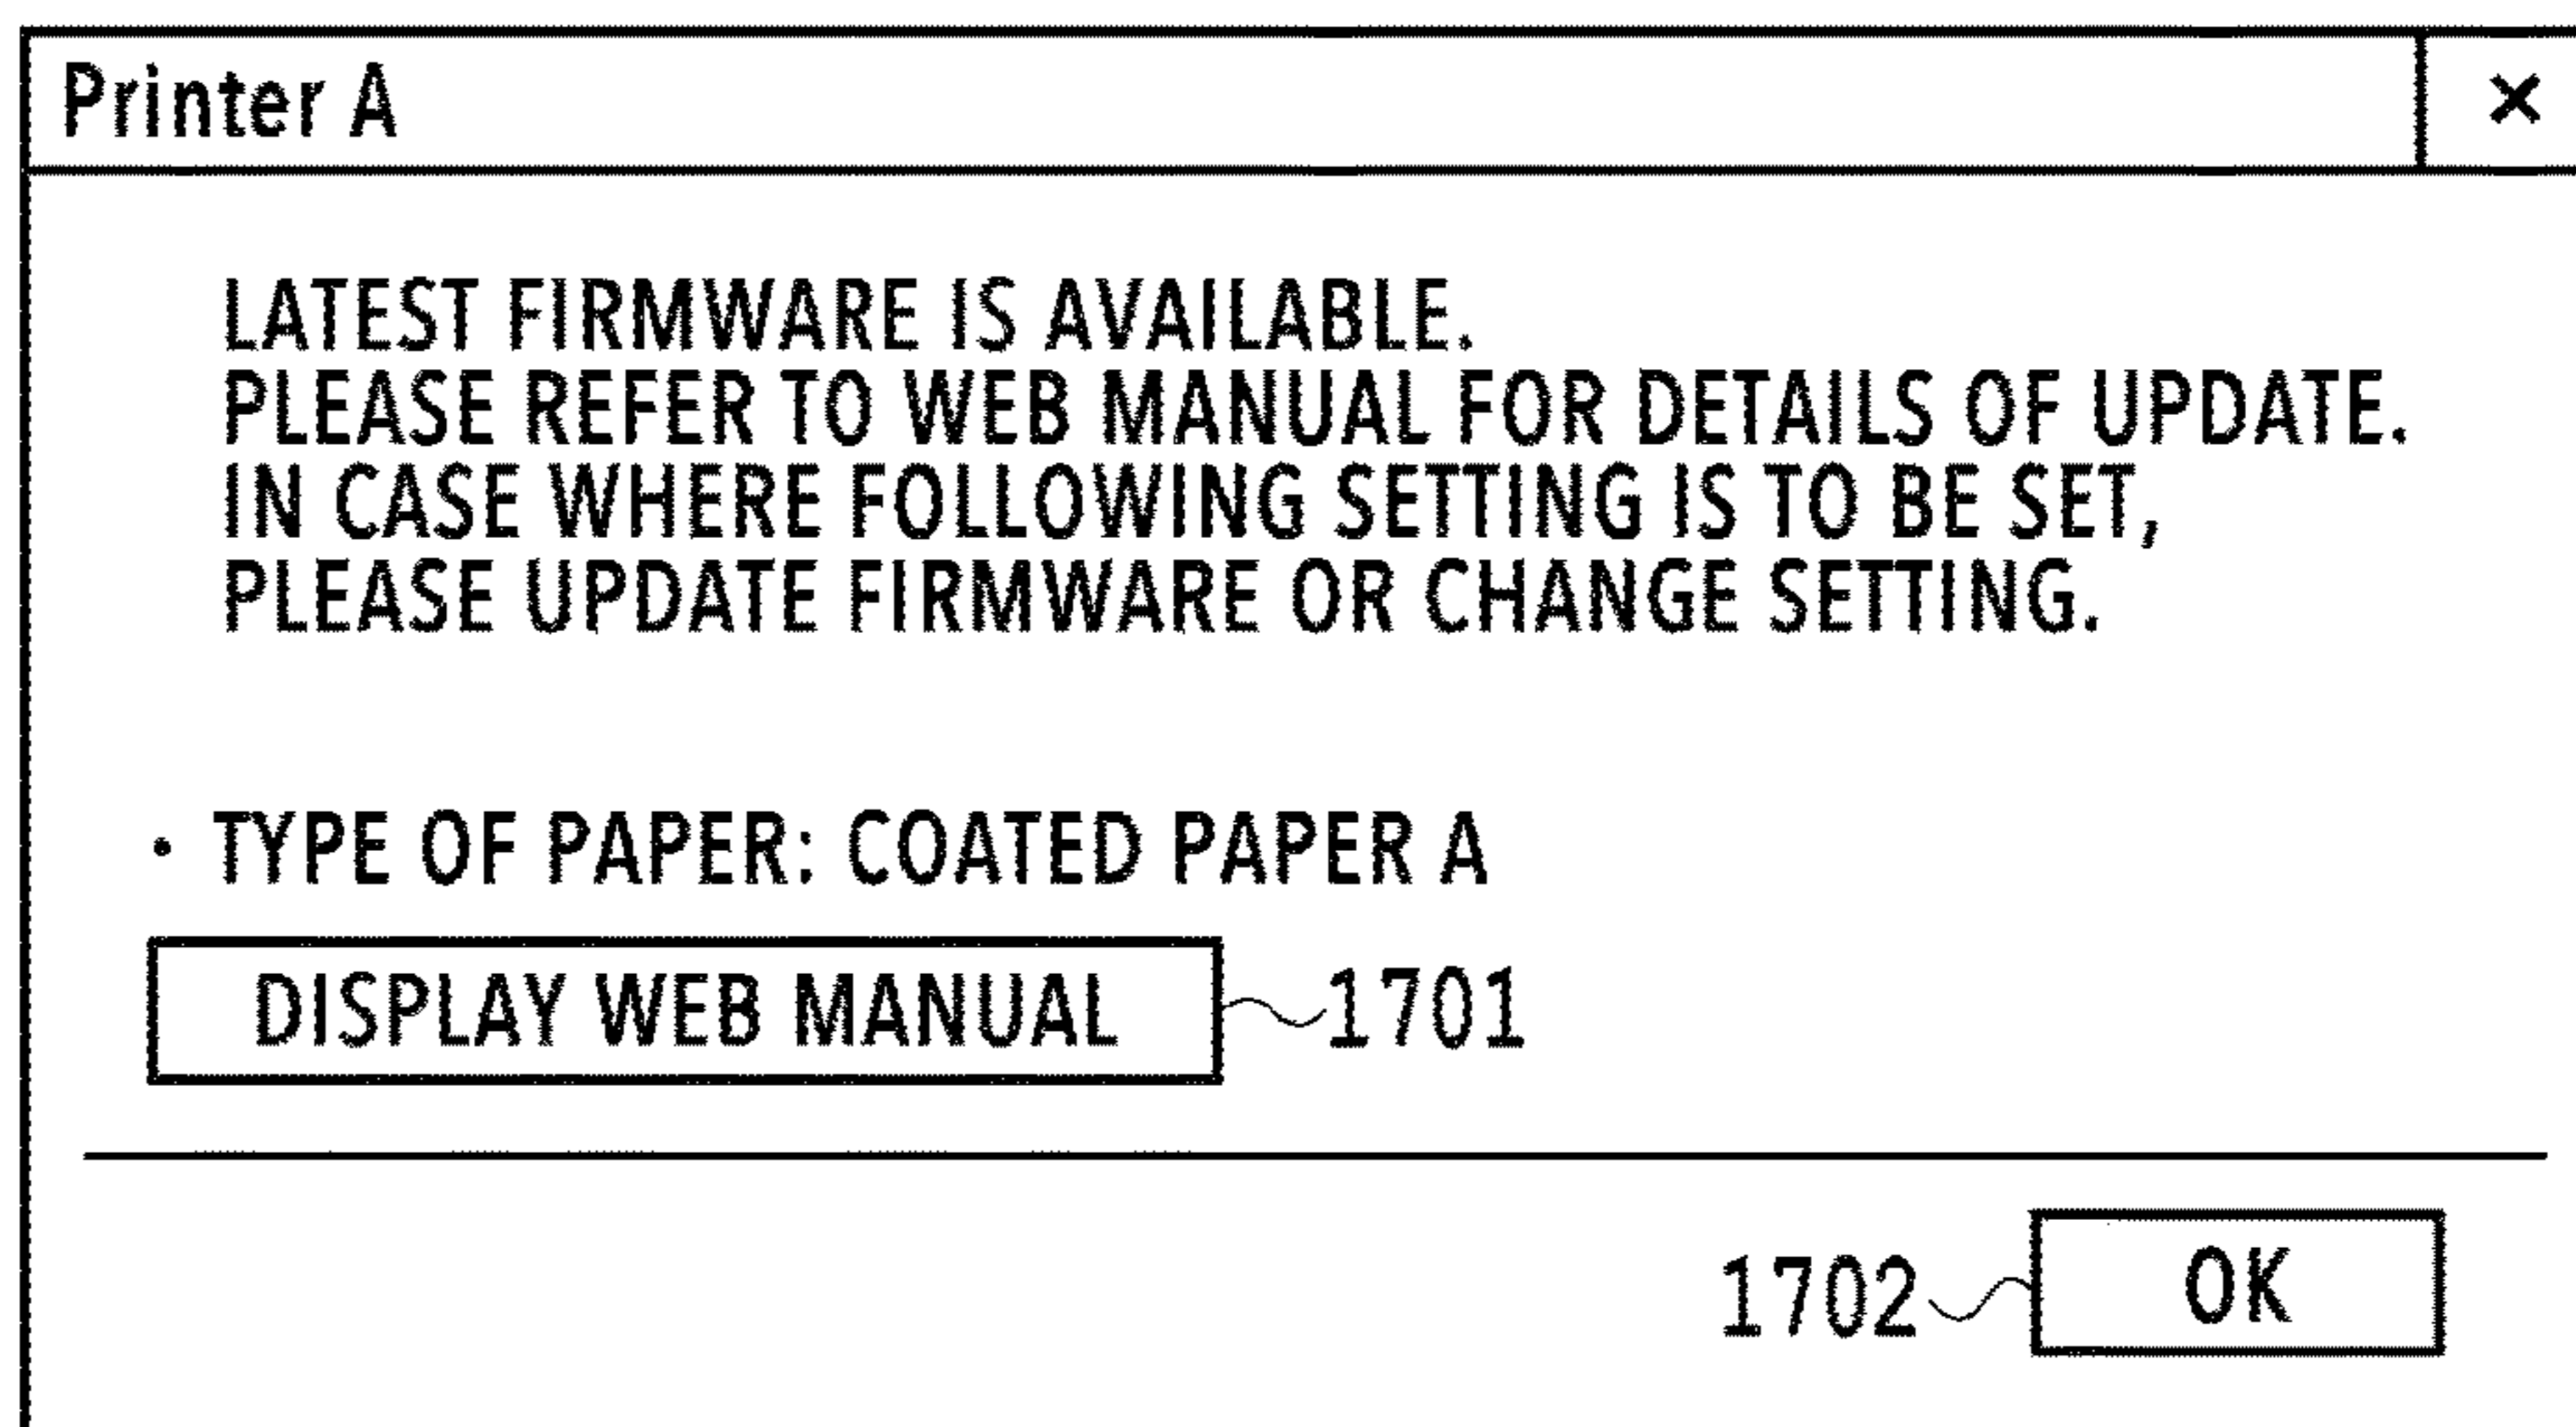 Printer A ×
LATEST FIRMWARE IS AVAILABLE.
PLEASE REFER TO WEB MANUAL FOR DETAILS OF UPDATE.
IN CASE WHERE FOLLOWING SETTING IS TO BE SET,
PLEASE UPDATE FIRMWARE OR CHANGE SETTING.
・TYPE OF PAPER: COATED PAPER A
DISPLAY WEB MANUAL 1701
1702 OK